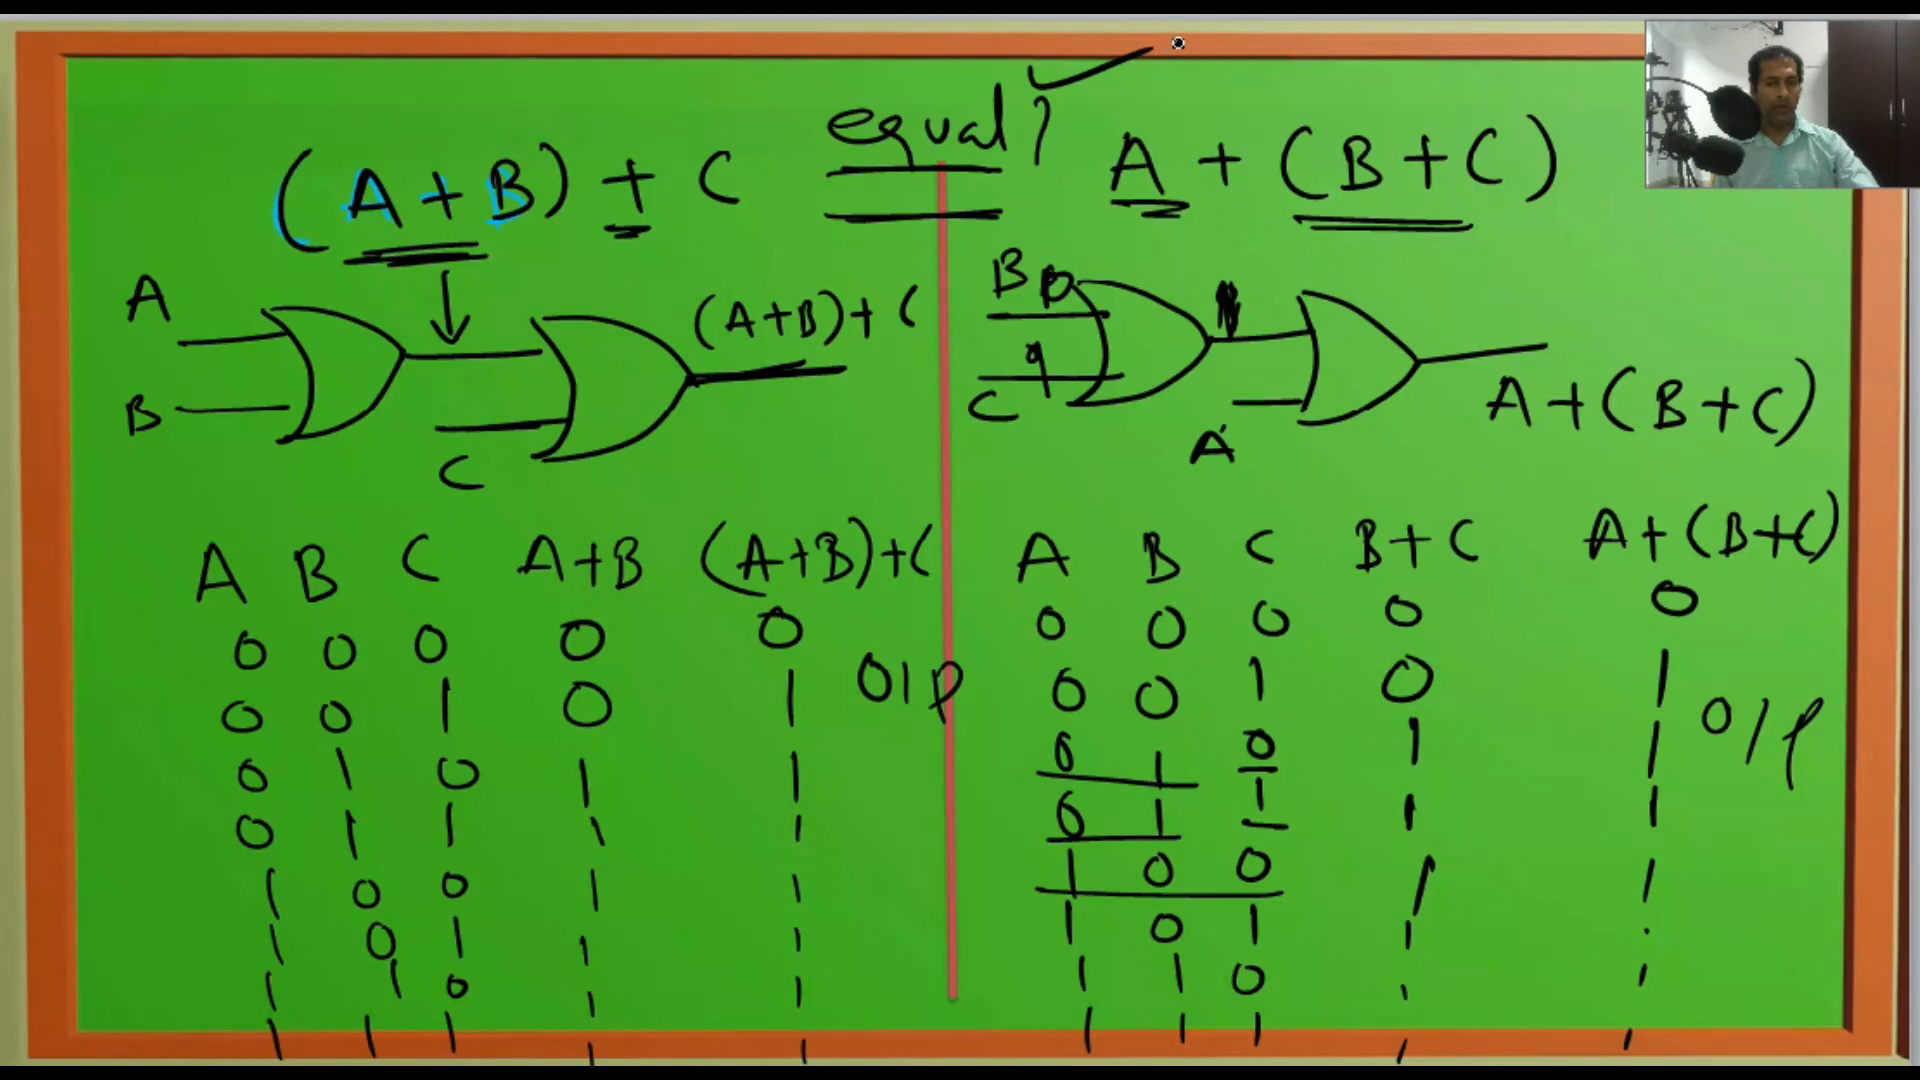 (A+B)+C equal? A+(B+C)
A
B
C
(A+B)+C
A B C A+B (A+B)+C
0 0 0 0 0
0 0 1 0 1 O/P
0 1 0 1 1
0 1 1 1 1
1 0 0 1 1
1 0 1 1 1
1 1 0 1 1
1 1 1 1 1
B p
q
C
A
A+(B+C)
A B C B+C A+(B+C)
0 0 0 0 0
0 0 1 0 1 O/P
0 1 0 1 1
0 1 1 1 1
1 0 0 1 1
1 0 1 1 1
1 1 0 1 1
1 1 1 1 1